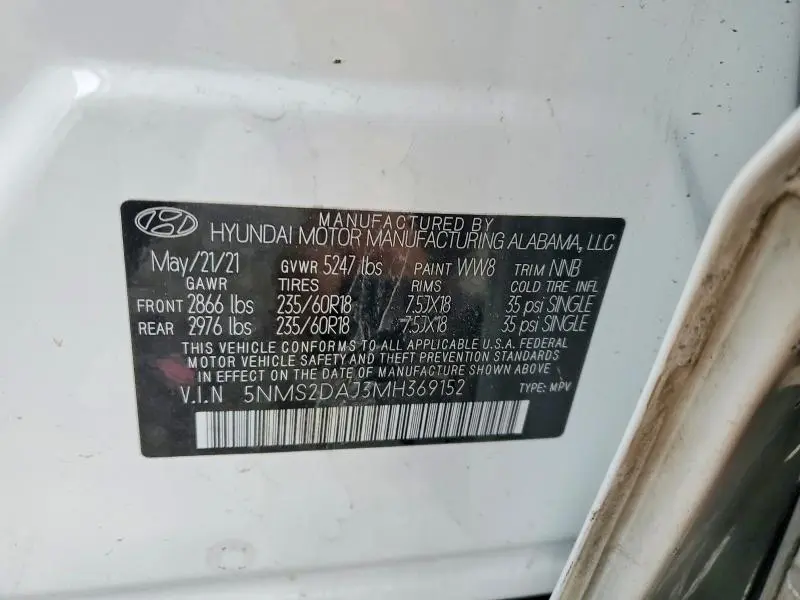 MANUFACTURED BY
HYUNDAI MOTOR MANUFACTURING ALABAMA, LLC
May/21/21 GVWR 5247 lbs PAINT WW8 TRIM NNB
GAWR TIRES RIMS COLD TIRE INFL
FRONT 2866 lbs 235/60R18 7.5JX18 35 psi SINGLE
REAR 2976 lbs 235/60R18 7.5JX18 35 psi SINGLE
THIS VEHICLE CONFORMS TO ALL APPLICABLE U.S.A. FEDERAL
MOTOR VEHICLE SAFETY AND THEFT PREVENTION STANDARDS
IN EFFECT ON THE DATE OF MANUFACTURE SHOWN ABOVE
V.I.N 5NMS2DAJ3MH369152 TYPE: MPV